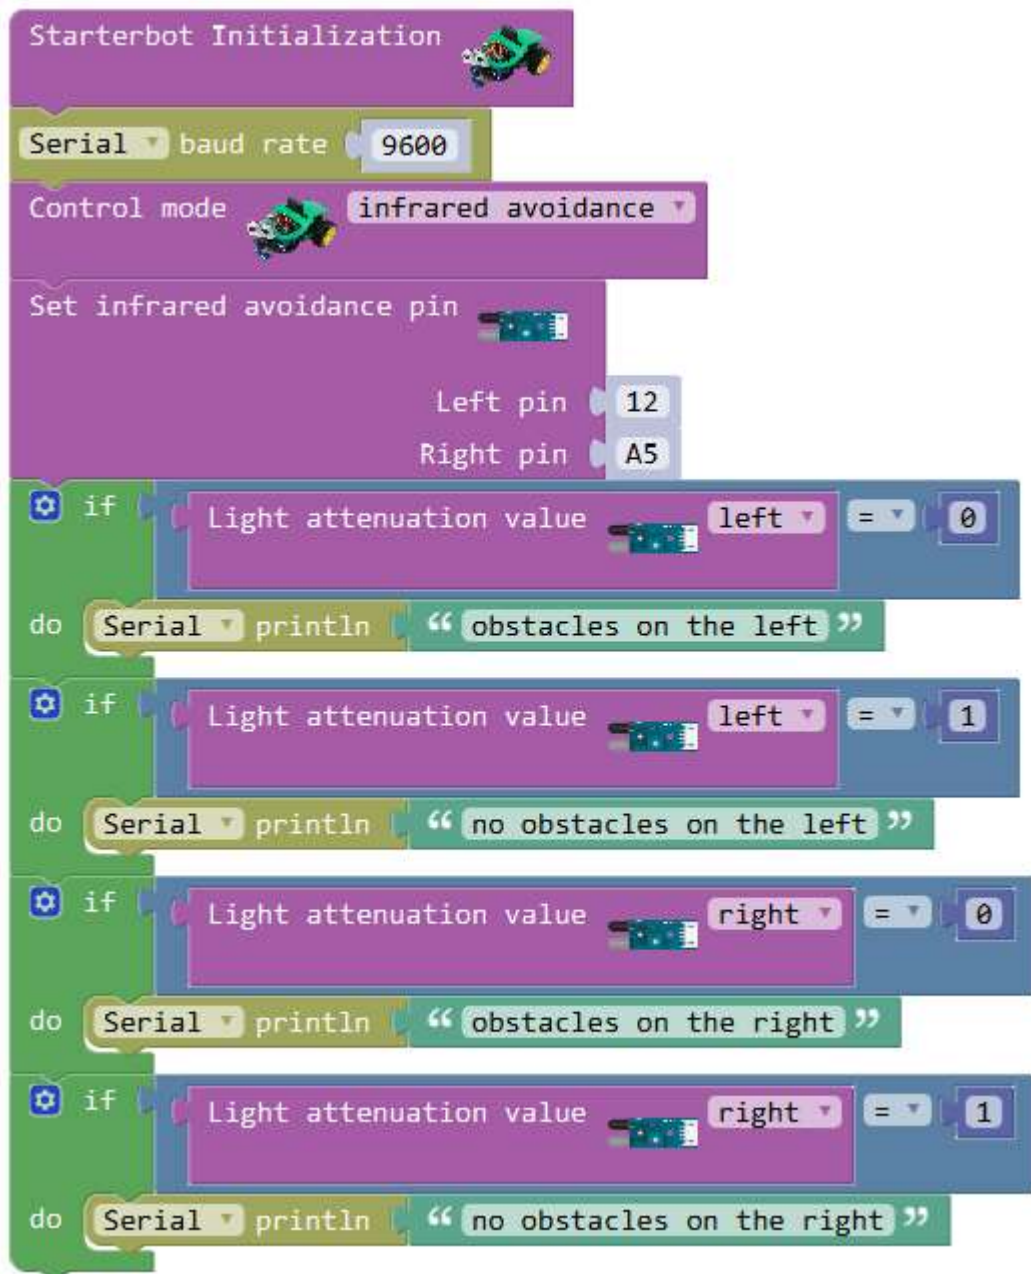 Starterbot Initialization
Serial baud rate 9600
Control mode infrared avoidance
Set infrared avoidance pin
Left pin 12
Right pin A5
if Light attenuation value left = 0
do Serial println “ obstacles on the left ”
if Light attenuation value left = 1
do Serial println “ no obstacles on the left ”
if Light attenuation value right = 0
do Serial println “ obstacles on the right ”
if Light attenuation value right = 1
do Serial println “ no obstacles on the right ”